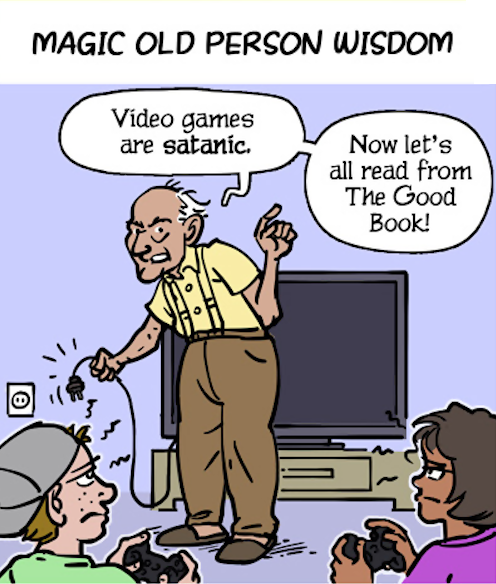 MAGIC OLD PERSON WISDOM
Video games
are satanic.
Now let's
all read from
The Good
Book!